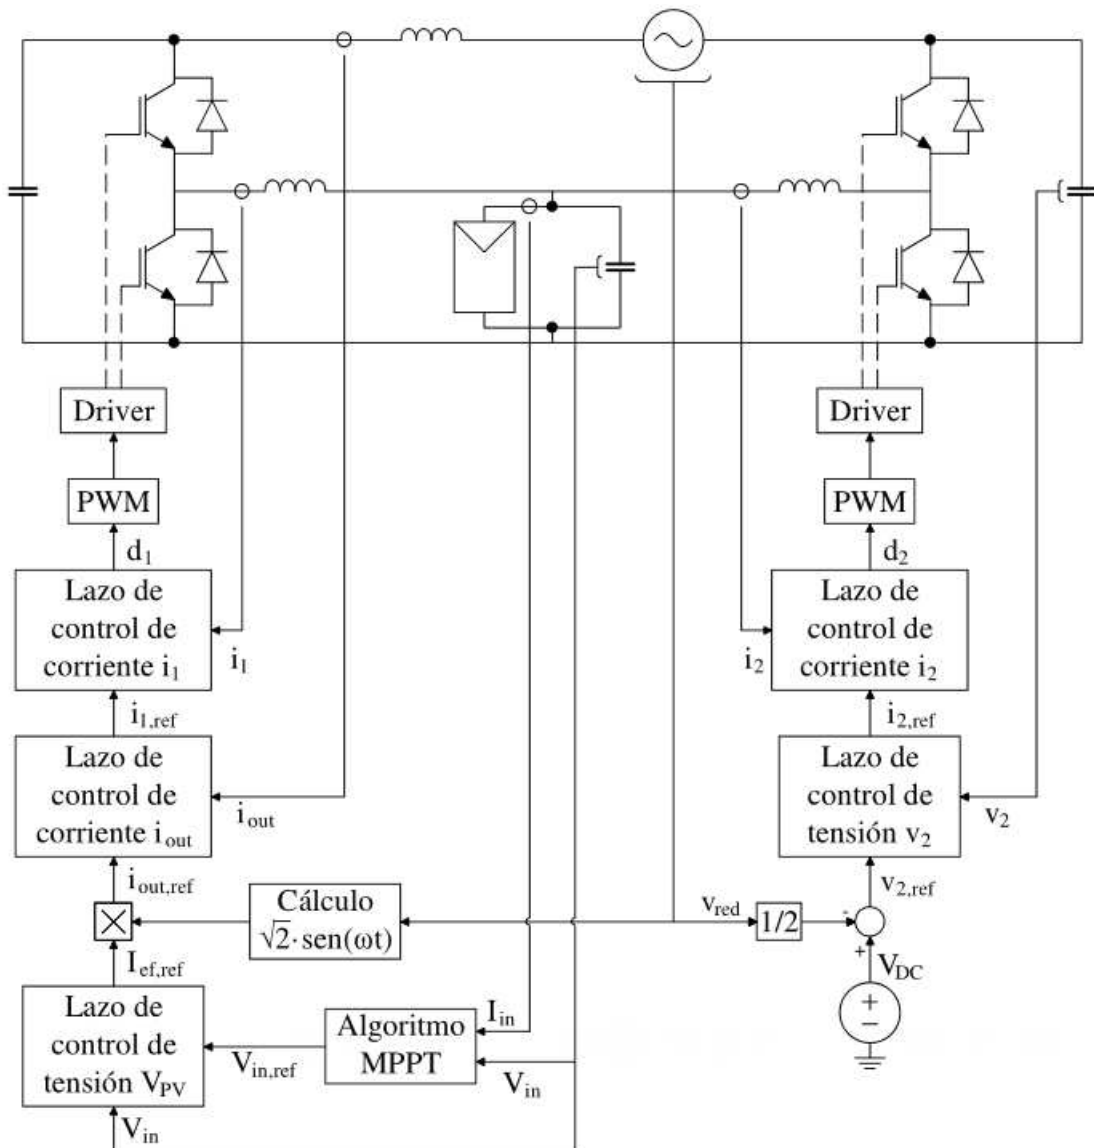 Driver
Driver
PWM
PWM
d₁
d₂
Lazo de
control de
corriente i₁
i₁
Lazo de
control de
corriente i₂
i₂
i₁,ref
i₂,ref
Lazo de
control de
corriente iout
iout
Lazo de
control de
tensión v₂
v₂
iout,ref
v₂,ref
Cálculo
√2·sen(ωt)
vred
1/2
-
+
Ief,ref
VDC
+
−
Lazo de
control de
tensión VPV
Vin,ref
Algoritmo
MPPT
Iin
Vin
Vin